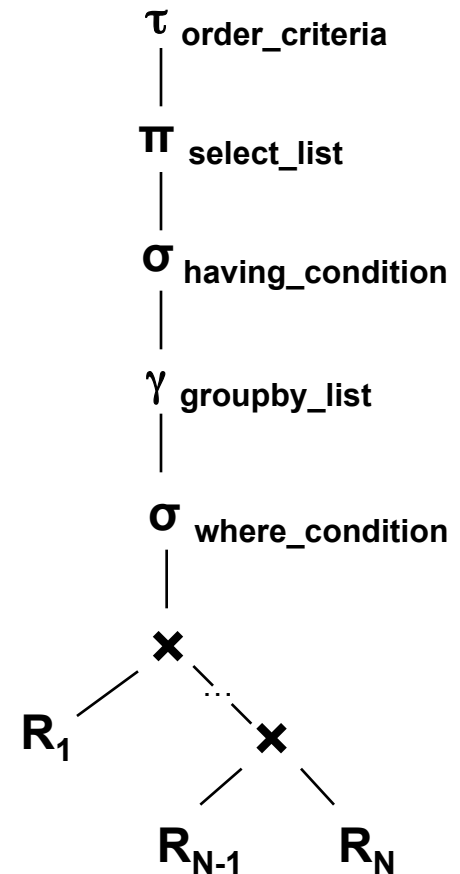 τ order_criteria
π select_list
σ having_condition
γ groupby_list
σ where_condition
×
...
R1 ×
RN-1 RN